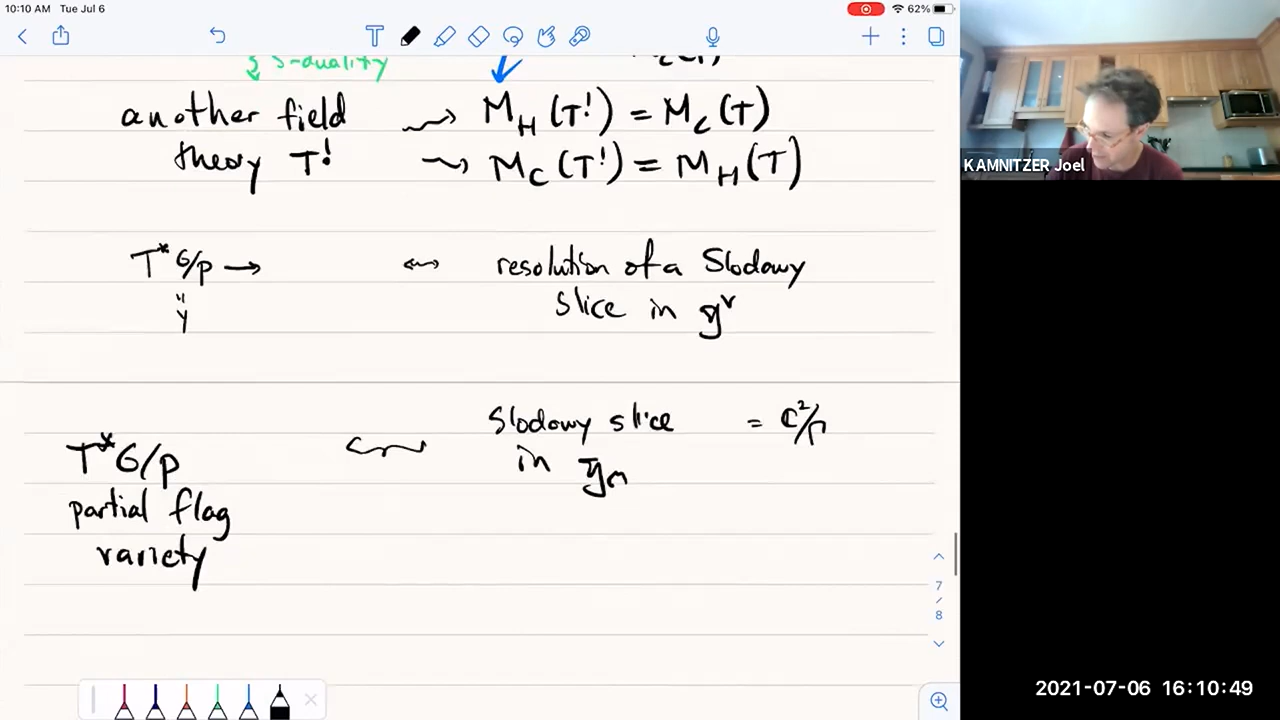 10:10 AM Tue Jul 6
62%
S-duality
another field ⇝ M_H (T!) = M_C (T)
theory T! ⇝ M_C (T!) = M_H (T)
T* G/P → ↔ resolution of a Slodowy
slice in g^v
"
Y
Slodowy slice = ℂ²/Γ
in
T* G/P
partial flag
variety
7
/
8
KAMNITZER Joel
2021-07-06 16:10:49